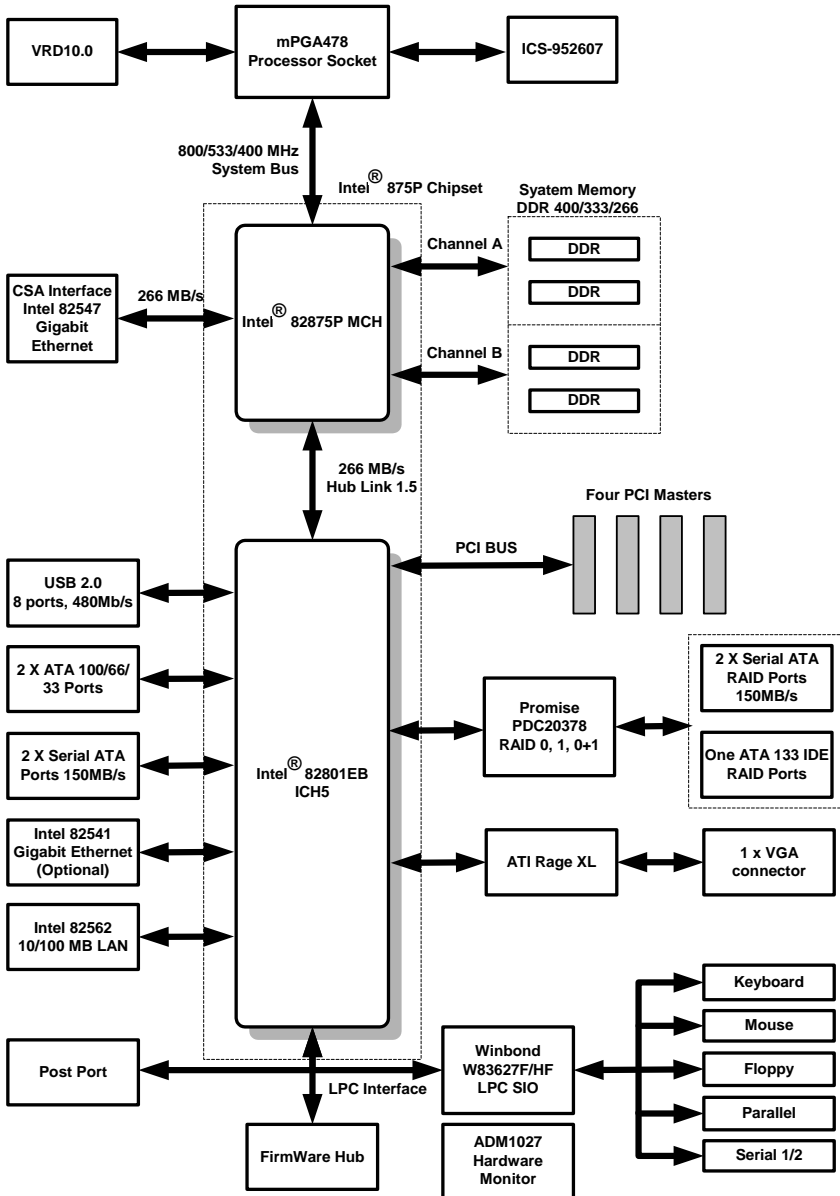 VRD10.0
mPGA478
Processor Socket
ICS-952607
800/533/400 MHz
System Bus
Intel® 875P Chipset
Syatem Memory
DDR 400/333/266
Channel A
DDR
DDR
CSA Interface
Intel 82547
Gigabit
Ethernet
266 MB/s
Intel® 82875P MCH
Channel B
DDR
DDR
266 MB/s
Hub Link 1.5
Four PCI Masters
PCI BUS
USB 2.0
8 ports, 480Mb/s
2 X ATA 100/66/
33 Ports
2 X Serial ATA
Ports 150MB/s
Intel 82541
Gigabit Ethernet
(Optional)
Intel 82562
10/100 MB LAN
Intel® 82801EB
ICH5
Promise
PDC20378
RAID 0, 1, 0+1
2 X Serial ATA
RAID Ports
150MB/s
One ATA 133 IDE
RAID Ports
ATI Rage XL
1 x VGA
connector
Post Port
LPC Interface
FirmWare Hub
Winbond
W83627F/HF
LPC SIO
ADM1027
Hardware
Monitor
Keyboard
Mouse
Floppy
Parallel
Serial 1/2